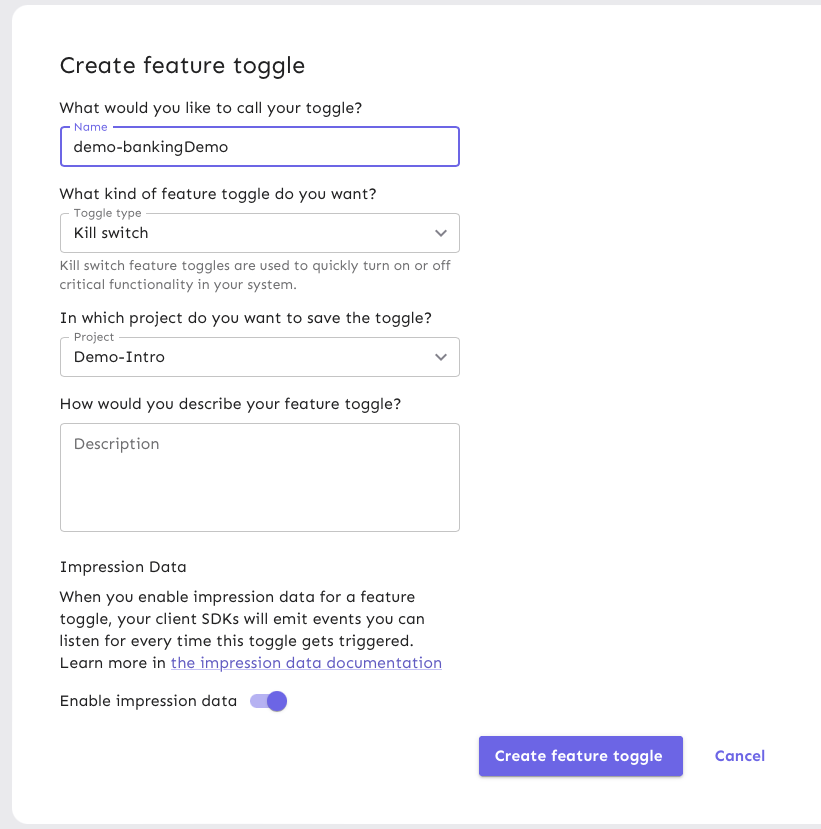 Create feature toggle
What would you like to call your toggle?
Name
demo-bankingDemo
What kind of feature toggle do you want?
Toggle type
Kill switch
Kill switch feature toggles are used to quickly turn on or off
critical functionality in your system.
In which project do you want to save the toggle?
Project
Demo-Intro
How would you describe your feature toggle?
Description
Impression Data
When you enable impression data for a feature
toggle, your client SDKs will emit events you can
listen for every time this toggle gets triggered.
Learn more in the impression data documentation
Enable impression data
Create feature toggle
Cancel